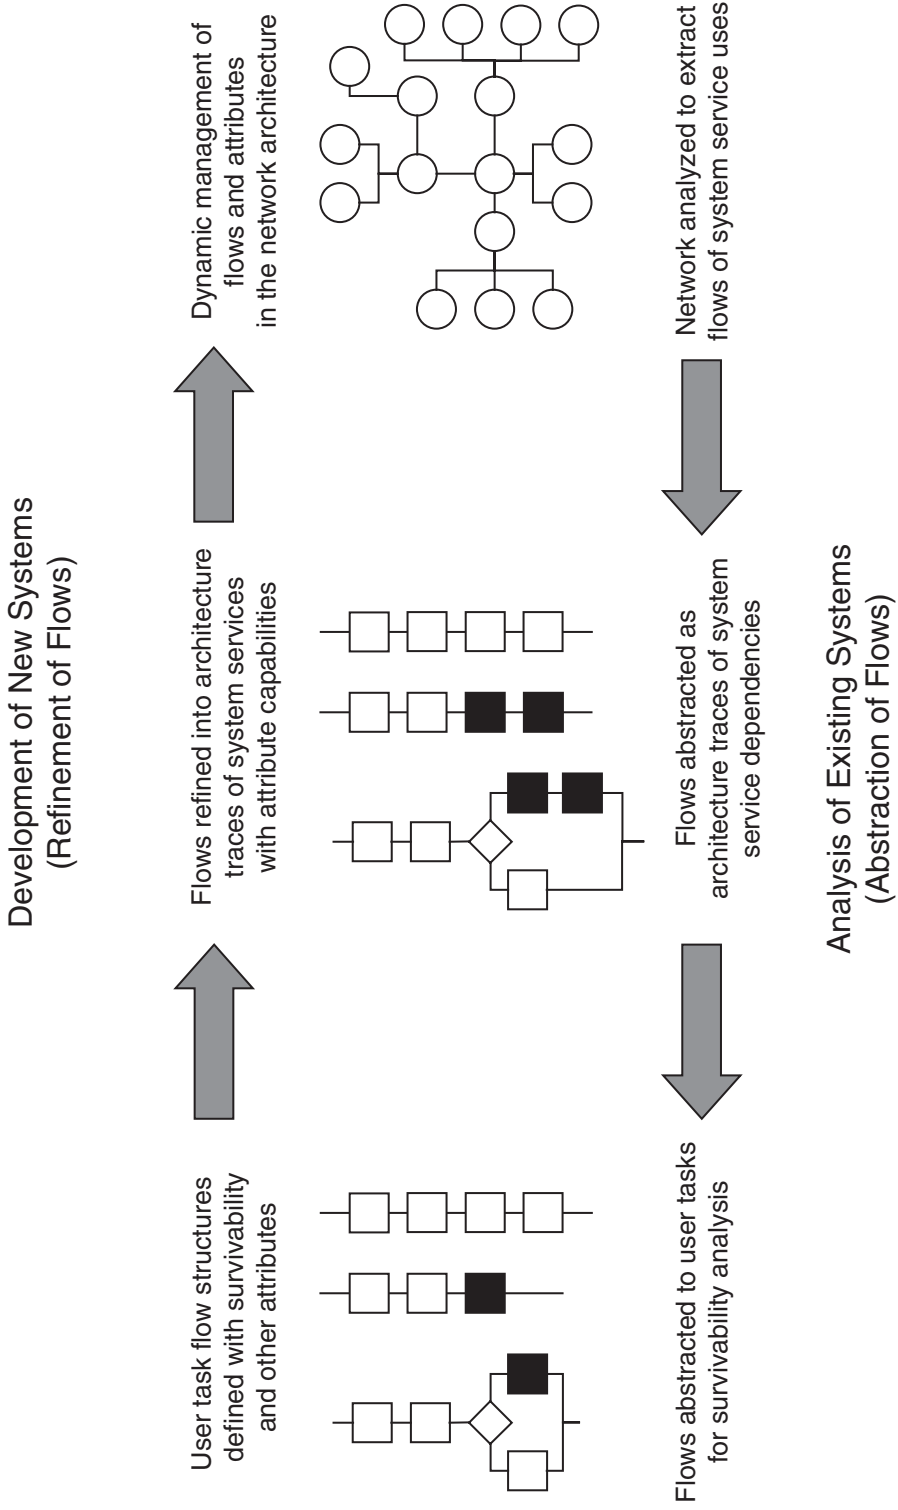 Development of New Systems
(Refinement of Flows)
User task flow structures
defined with survivability
and other attributes
Flows refined into architecture
traces of system services
with attribute capabilities
Dynamic management of
flows and attributes
in the network architecture
Flows abstracted to user tasks
for survivability analysis
Flows abstracted as
architecture traces of system
service dependencies
Network analyzed to extract
flows of system service uses
Analysis of Existing Systems
(Abstraction of Flows)